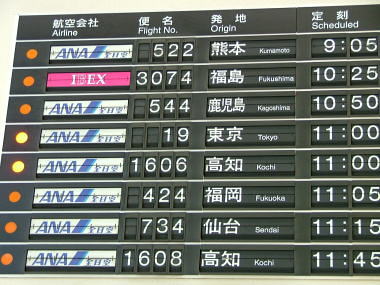 航空会社 便名 発地 定刻
Airline Flight No. Origin Scheduled
ANA 全日空 522 熊本 Kumamoto 9:05
IBEX 3074 福島 Fukushima 10:25
ANA 全日空 544 鹿児島 Kagoshima 10:50
ANA 全日空 19 東京 Tokyo 11:00
ANA 全日空 1606 高知 Kochi 11:00
ANA 全日空 424 福岡 Fukuoka 11:05
ANA 全日空 734 仙台 Sendai 11:15
ANA 全日空 1608 高知 Kochi 11:45